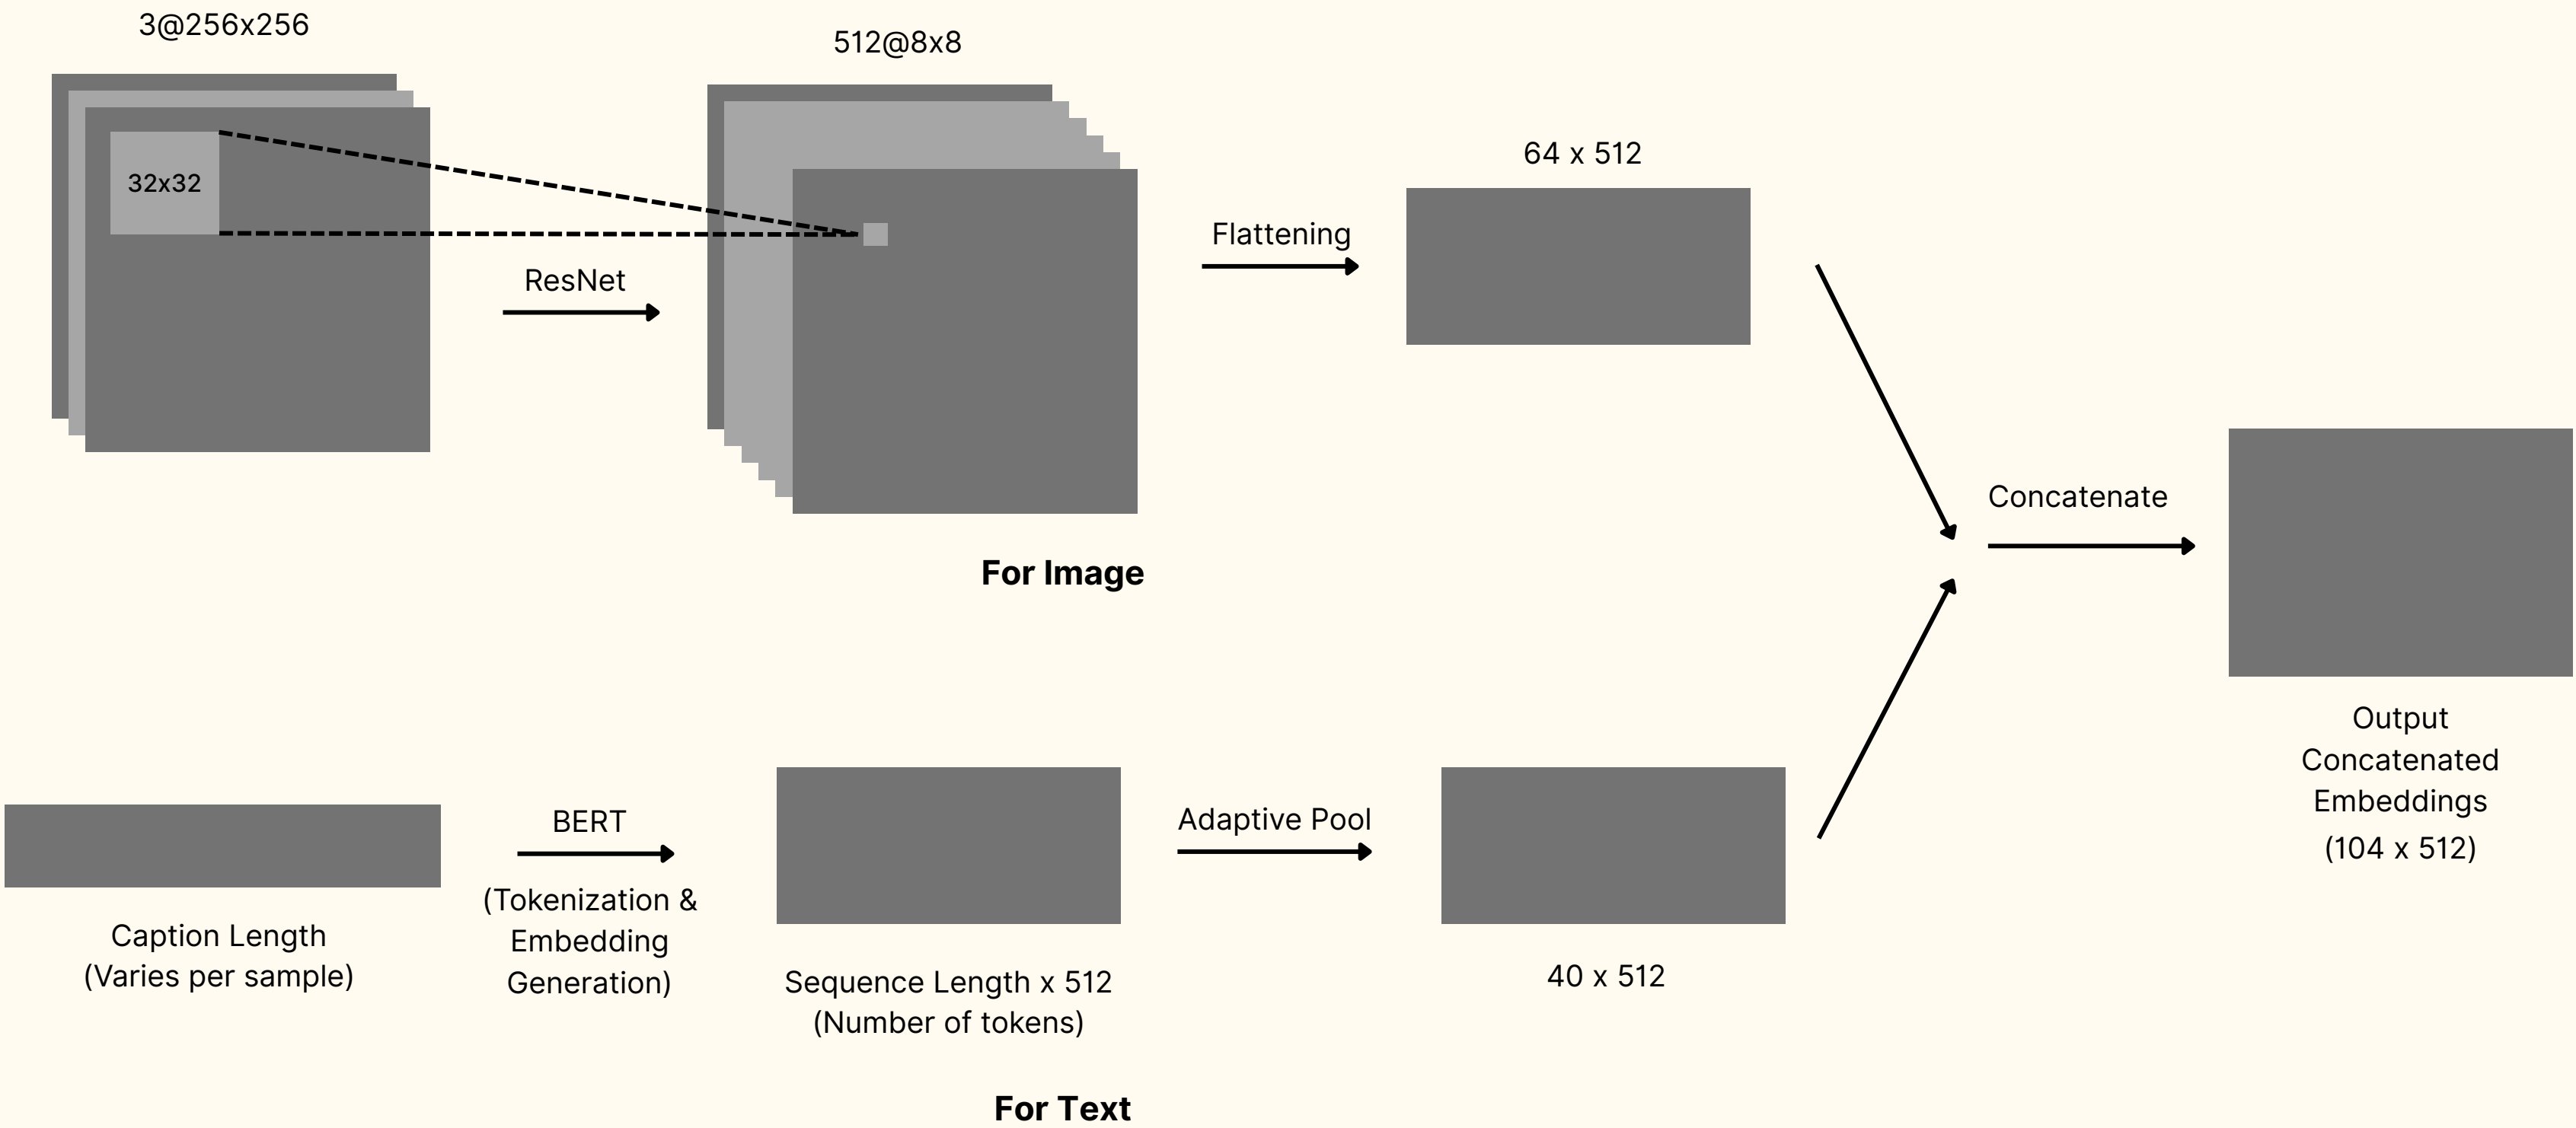 3@256x256
512@8x8
32x32
ResNet
Flattening
64 x 512
For Image
Concatenate
Output
Concatenated
Embeddings
(104 x 512)
Caption Length
(Varies per sample)
BERT
(Tokenization &
Embedding
Generation)
Sequence Length x 512
(Number of tokens)
Adaptive Pool
40 x 512
For Text